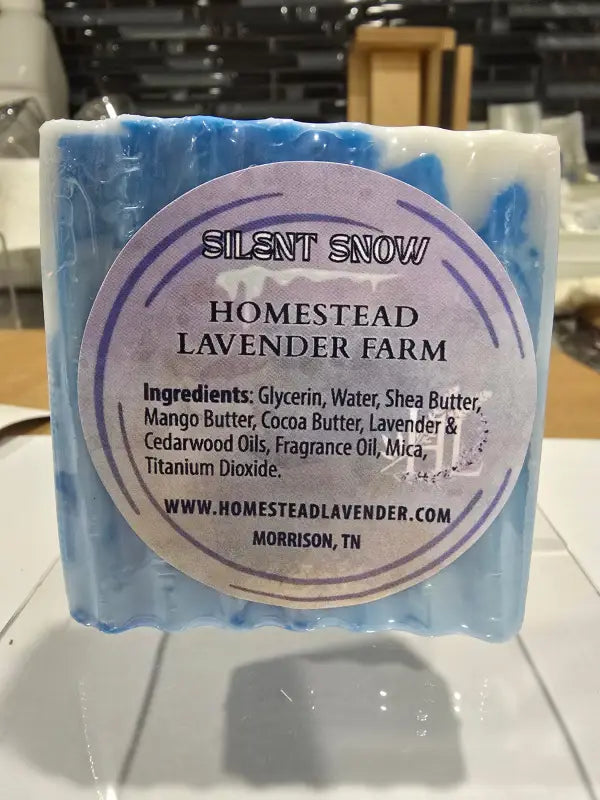 SILENT SNOW
HOMESTEAD
LAVENDER FARM
Ingredients: Glycerin, Water, Shea Butter,
Mango Butter, Cocoa Butter, Lavender &
Cedarwood Oils, Fragrance Oil, Mica,
Titanium Dioxide.
WWW.HOMESTEADLAVENDER.COM
MORRISON, TN